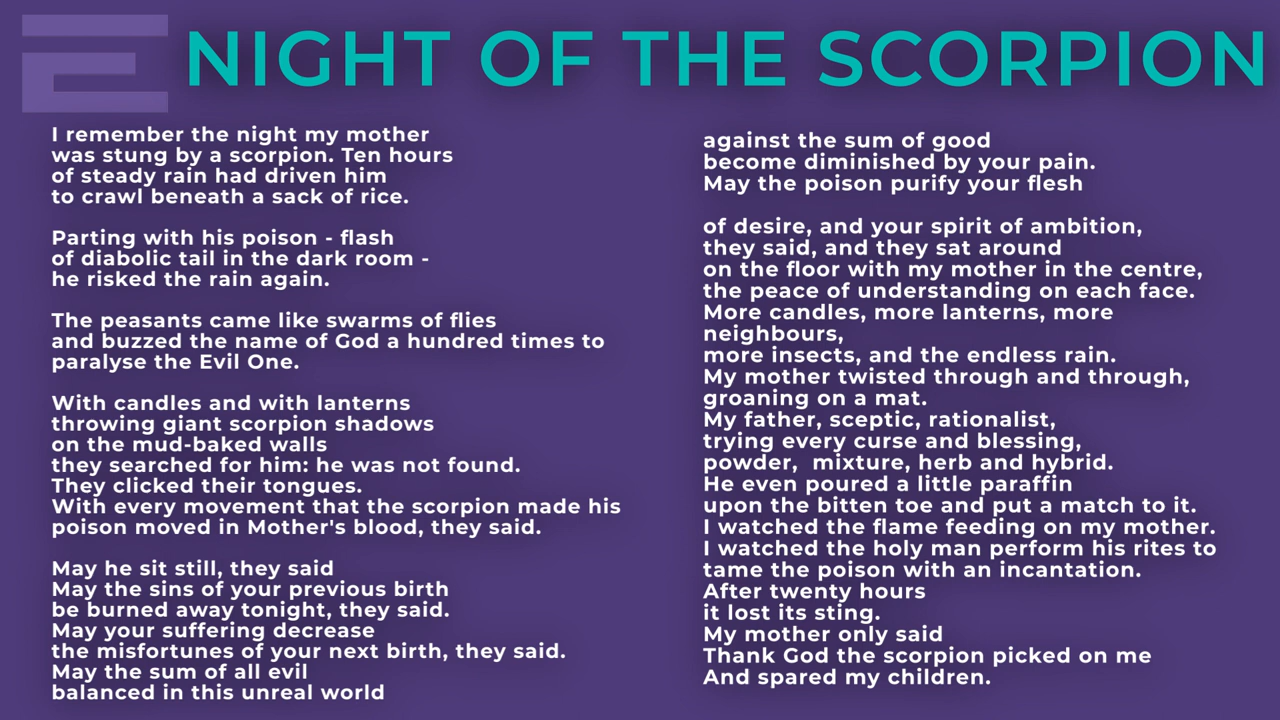 NIGHT OF THE SCORPION
I remember the night my mother
was stung by a scorpion. Ten hours
of steady rain had driven him
to crawl beneath a sack of rice.
Parting with his poison - flash
of diabolic tail in the dark room -
he risked the rain again.
The peasants came like swarms of flies
and buzzed the name of God a hundred times to
paralyse the Evil One.
With candles and with lanterns
throwing giant scorpion shadows
on the mud-baked walls
they searched for him: he was not found.
They clicked their tongues.
With every movement that the scorpion made his
poison moved in Mother's blood, they said.
May he sit still, they said
May the sins of your previous birth
be burned away tonight, they said.
May your suffering decrease
the misfortunes of your next birth, they said.
May the sum of all evil
balanced in this unreal world
against the sum of good
become diminished by your pain.
May the poison purify your flesh
of desire, and your spirit of ambition,
they said, and they sat around
on the floor with my mother in the centre,
the peace of understanding on each face.
More candles, more lanterns, more
neighbours,
more insects, and the endless rain.
My mother twisted through and through,
groaning on a mat.
My father, sceptic, rationalist,
trying every curse and blessing,
powder,  mixture, herb and hybrid.
He even poured a little paraffin
upon the bitten toe and put a match to it.
I watched the flame feeding on my mother.
I watched the holy man perform his rites to
tame the poison with an incantation.
After twenty hours
it lost its sting.
My mother only said
Thank God the scorpion picked on me
And spared my children.